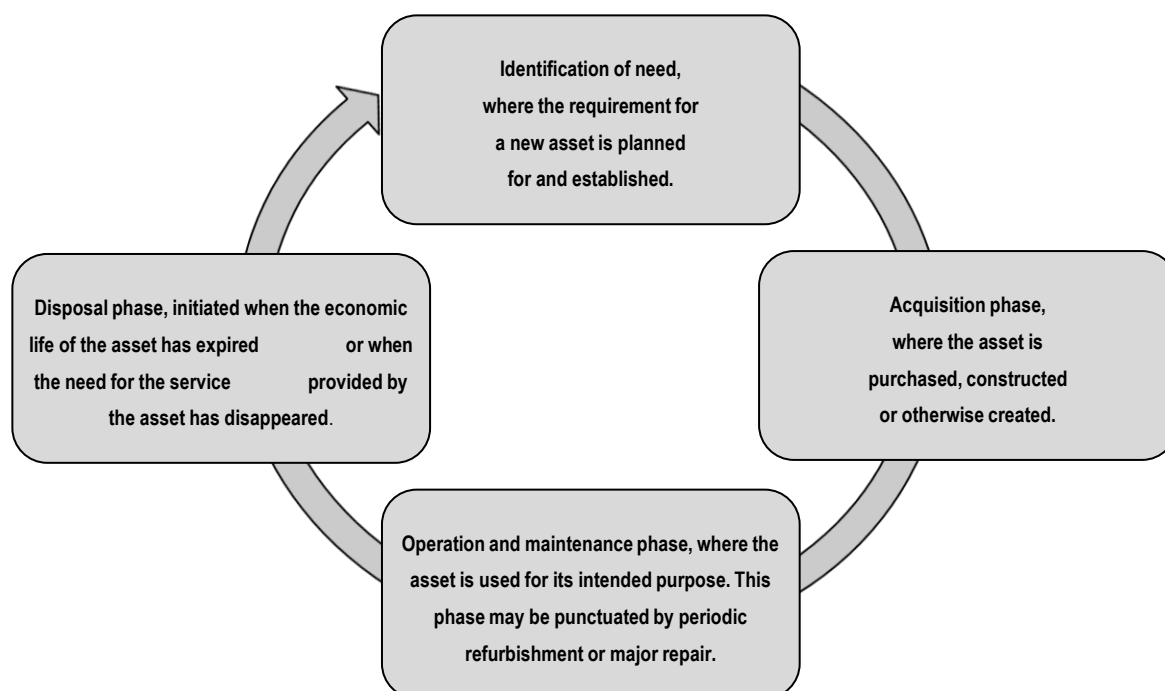 Identification of need,
where the requirement for
a new asset is planned
for and established.
Acquisition phase,
where the asset is
purchased, constructed
or otherwise created.
Operation and maintenance phase, where the
asset is used for its intended purpose. This
phase may be punctuated by periodic
refurbishment or major repair.
Disposal phase, initiated when the economic
life of the asset has expired or when
the need for the service provided by
the asset has disappeared.